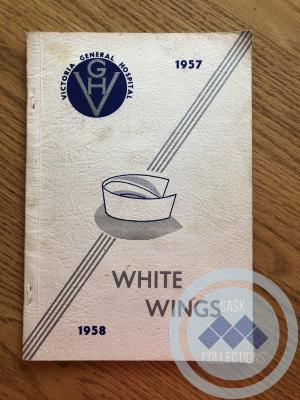 VICTORIA GENERAL HOSPITAL
VGH
1957
WHITE
WINGS
1958
SASK
COLLECTIONS